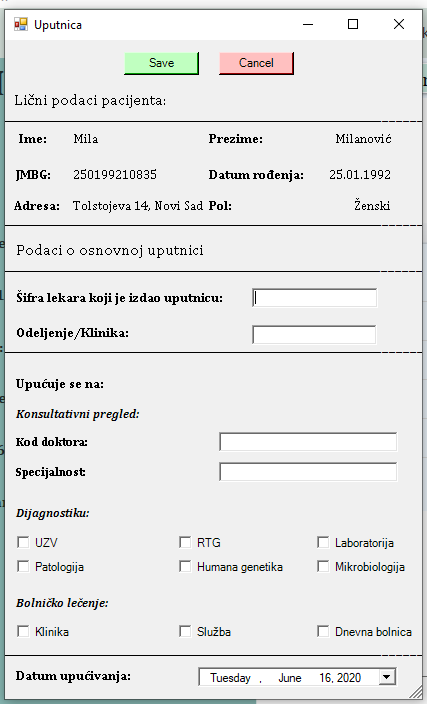 Uputnica
Save Cancel
Lični podaci pacijenta:
Ime: Mila Prezime: Milanović
JMBG: 250199210835 Datum rođenja: 25.01.1992
Adresa: Tolstojeva 14, Novi Sad Pol: Ženski
Podaci o osnovnoj uputnici
Šifra lekara koji je izdao uputnicu:
Odeljenje/Klinika:
Upućuje se na:
Konsultativni pregled:
Kod doktora:
Specijalnost:
Dijagnostiku:
UZV RTG Laboratorija
Patologija Humana genetika Mikrobiologija
Bolničko lečenje:
Klinika Služba Dnevna bolnica
Datum upućivanja: Tuesday , June 16, 2020